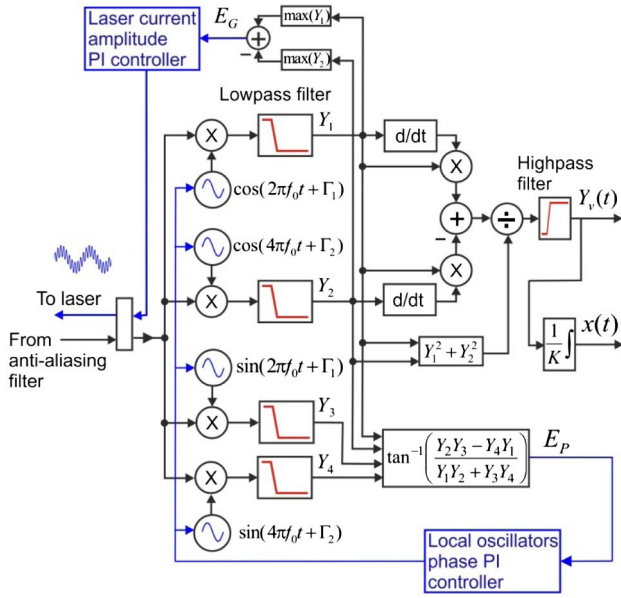 Laser current
amplitude
PI controller
E_G
max(Y_1)
+
−
max(Y_2)
Lowpass filter
X
Y_1
d/dt
X
cos(2πf_0t+Γ_1)
Highpass
filter
Y_v(t)
+
−
÷
cos(4πf_0t+Γ_2)
X
X
Y_2
d/dt
To laser
From
anti-aliasing
filter
1/K ∫
x(t)
Y_1^2+Y_2^2
sin(2πf_0t+Γ_1)
X
Y_3
X
Y_4
tan^{-1}((Y_2Y_3−Y_4Y_1)/(Y_1Y_2+Y_3Y_4))
E_P
sin(4πf_0t+Γ_2)
Local oscillators
phase PI
controller